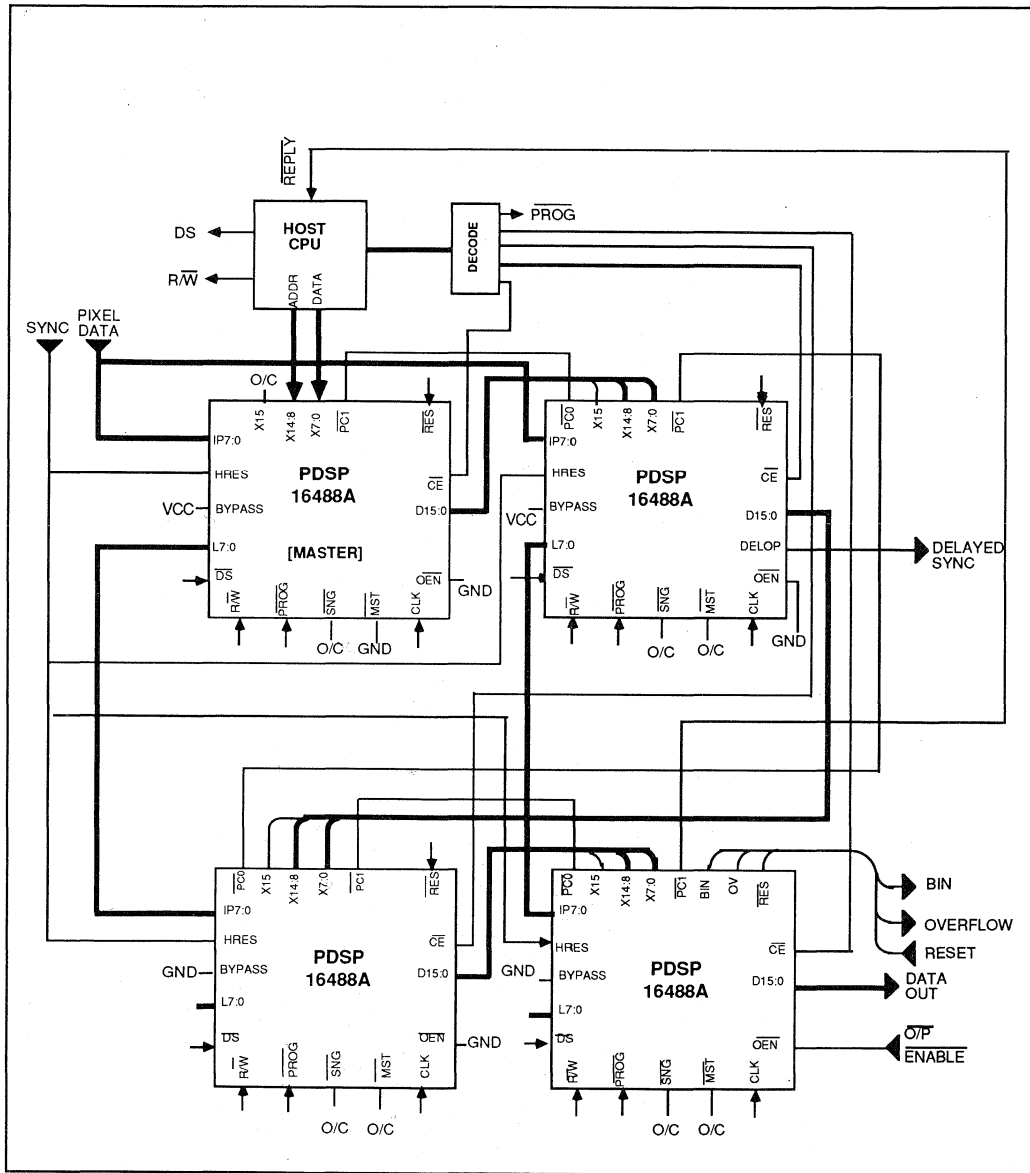 REPLY
HOST
CPU
DS
R/W
ADDR
DATA
DECODE
PROG
SYNC
PIXEL
DATA
O/C
X15
X14:8
X7:0
PC1
RES
IP7:0
HRES
VCC
BYPASS
L7:0
DS
PDSP
16488A
[MASTER]
CE
D15:0
OEN
GND
R/W
PROG
SNG
MST
CLK
O/C
GND
PC0
X15
X14:8
X7:0
PC1
RES
IP7:0
HRES
VCC
BYPASS
L7:0
DS
PDSP
16488A
CE
D15:0
DELOP
DELAYED
SYNC
OEN
GND
R/W
PROG
SNG
MST
CLK
O/C
O/C
PC0
X15
X14:8
X7:0
PC1
RES
IP7:0
HRES
GND
BYPASS
L7:0
DS
PDSP
16488A
CE
D15:0
OEN
GND
R/W
PROG
SNG
MST
CLK
O/C
O/C
PC0
X15
X14:8
X7:0
PC1
BIN
OV
RES
IP7:0
HRES
GND
BYPASS
L7:0
DS
PDSP
16488A
CE
D15:0
OEN
BIN
OVERFLOW
RESET
DATA
OUT
O/P
ENABLE
R/W
PROG
SNG
MST
CLK
O/C
O/C